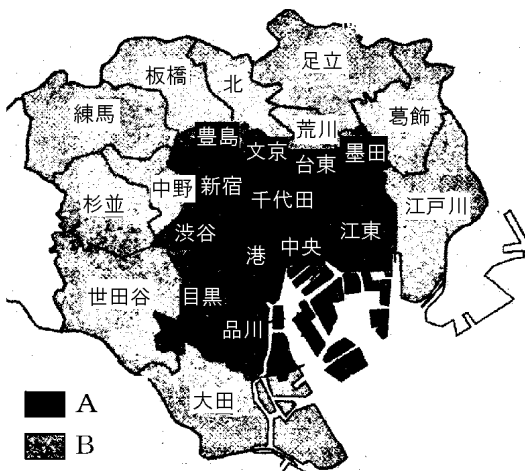 足立
板橋
北
練馬
葛飾
荒川
豊島
文京
台東
墨田
中野
新宿
千代田
杉並
江戸川
渋谷
港
中央
江東
世田谷
目黒
品川
大田
A
B